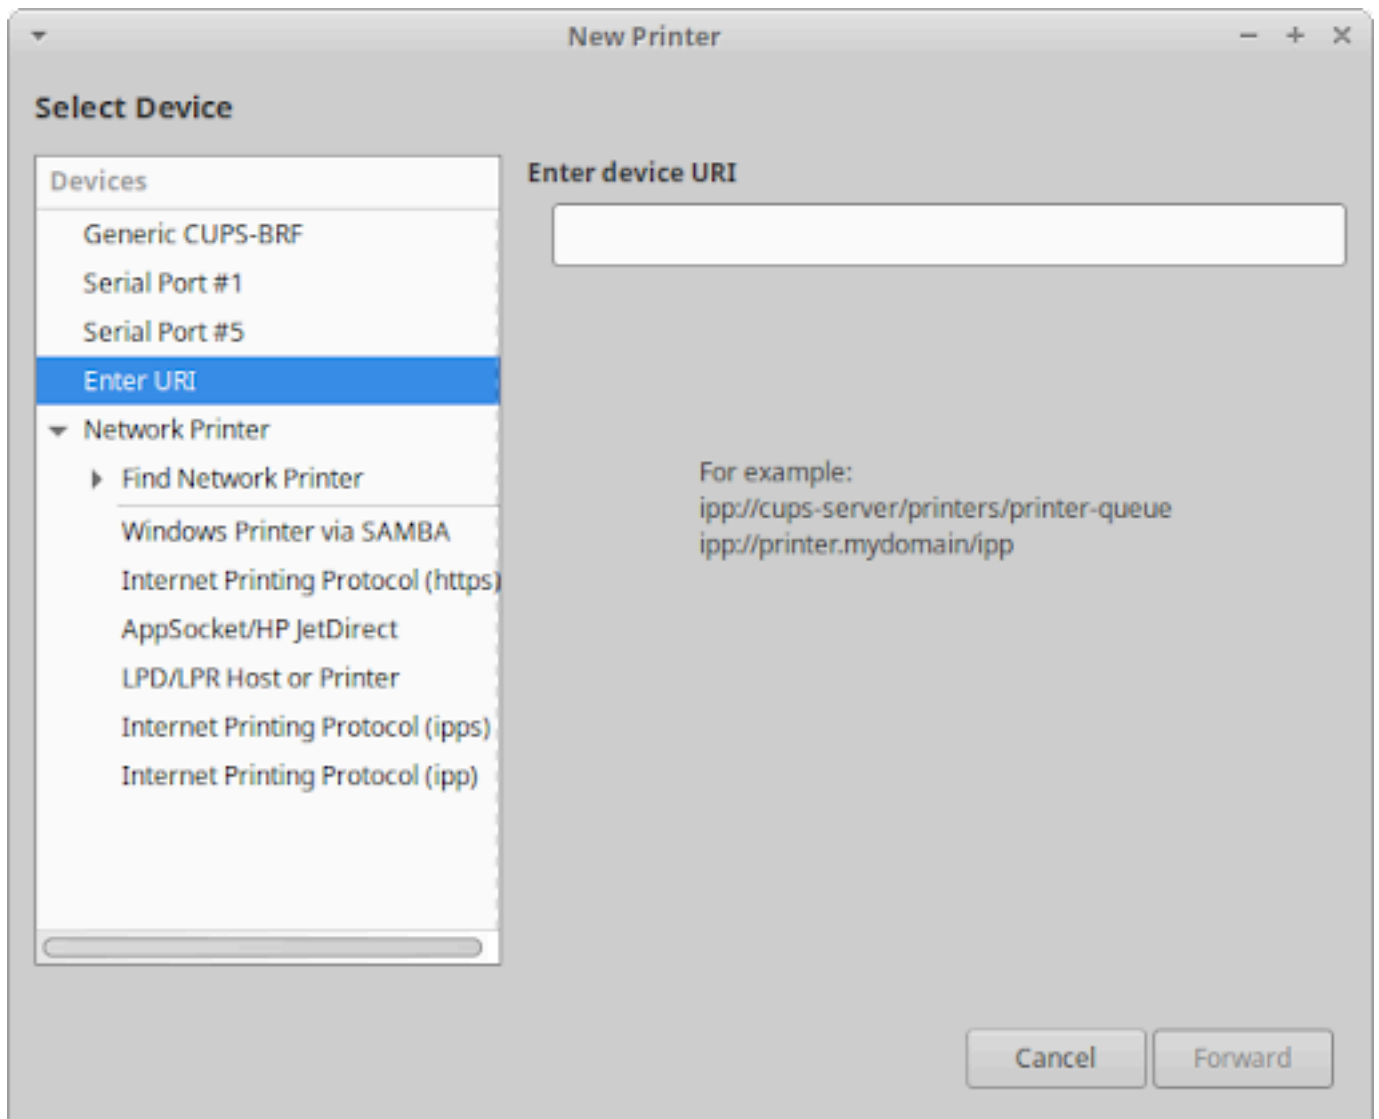 New Printer
Select Device
Devices
Generic CUPS-BRF
Serial Port #1
Serial Port #5
Enter URI
Network Printer
Find Network Printer
Windows Printer via SAMBA
Internet Printing Protocol (https)
AppSocket/HP JetDirect
LPD/LPR Host or Printer
Internet Printing Protocol (ipps)
Internet Printing Protocol (ipp)
Enter device URI
For example:
ipp://cups-server/printers/printer-queue
ipp://printer.mydomain/ipp
Cancel
Forward